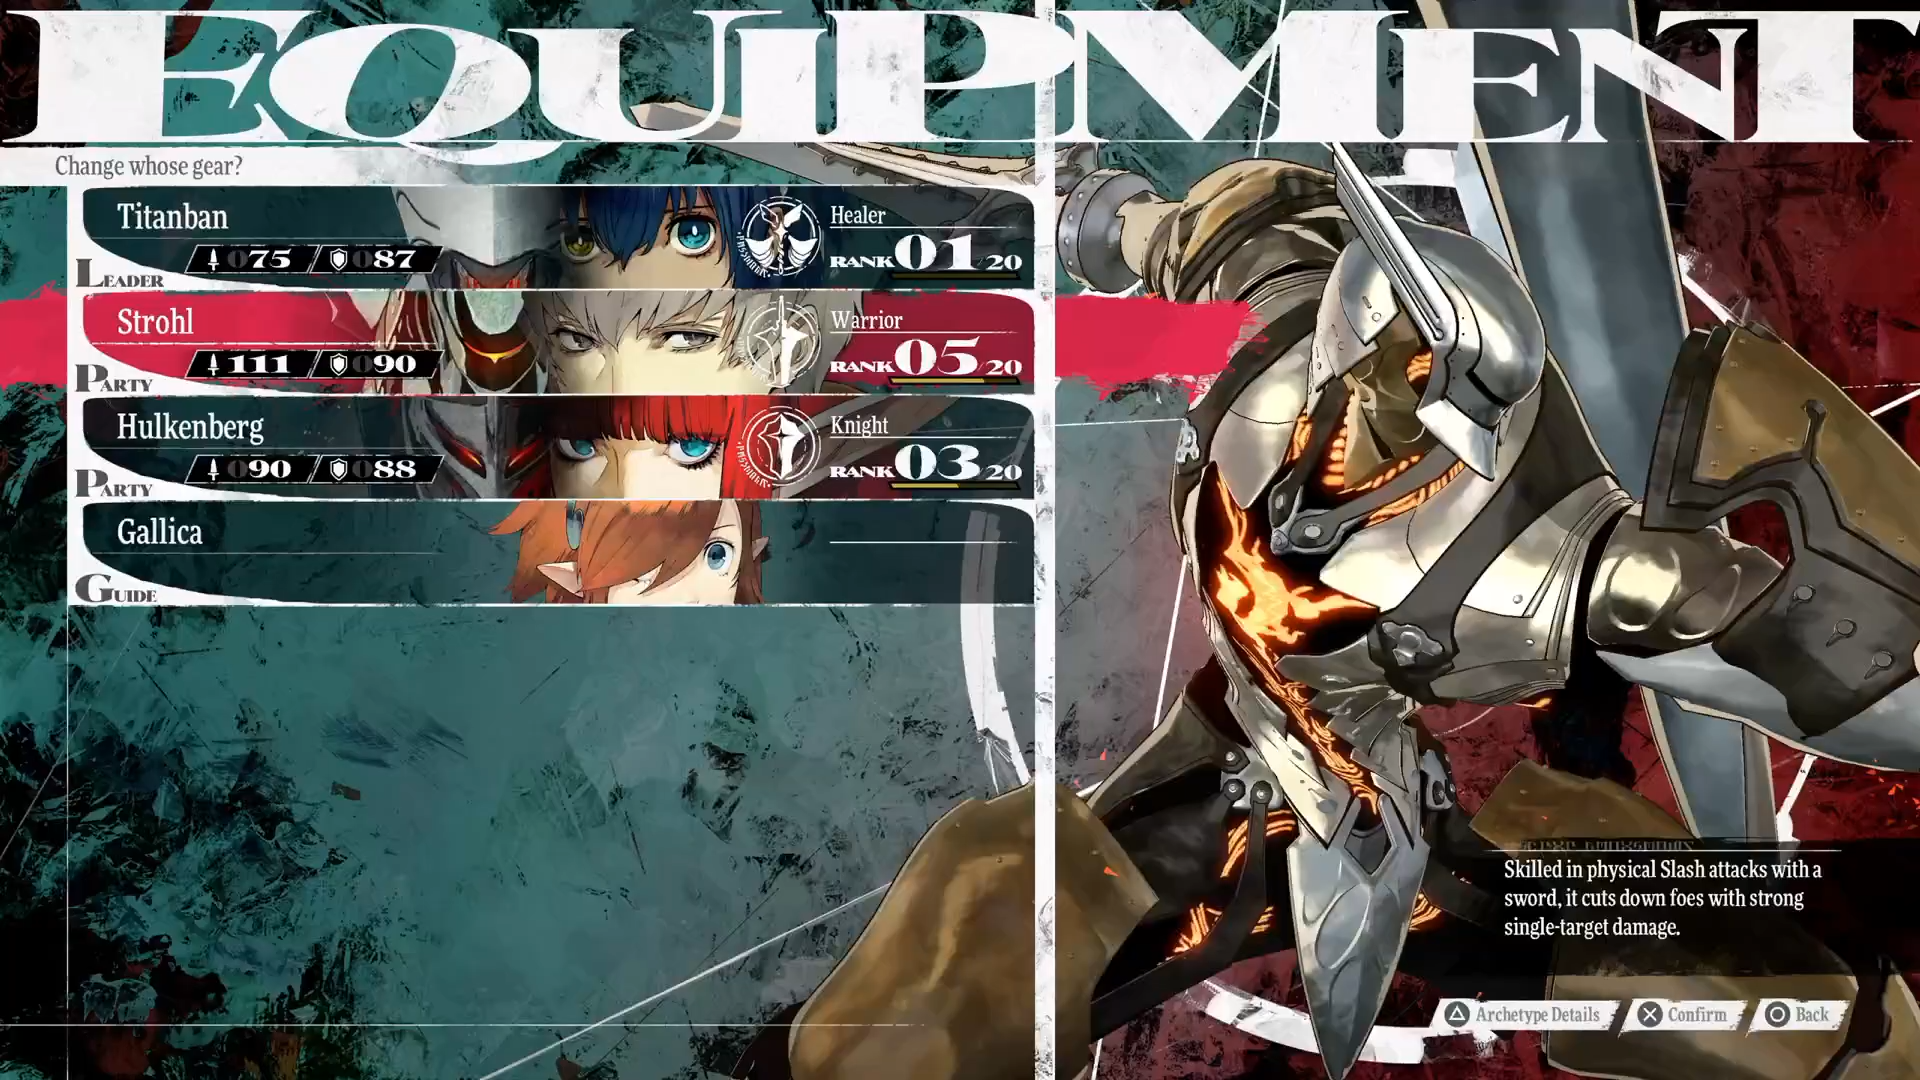 EQUIPMENT
Change whose gear?
Titanban
075 087
LEADER
Healer
RANK 01/20
Strohl
111 090
PARTY
Warrior
RANK 05/20
Hulkenberg
090 088
PARTY
Knight
RANK 03/20
Gallica
GUIDE
Skilled in physical Slash attacks with a
sword, it cuts down foes with strong
single-target damage.
Archetype Details Confirm Back